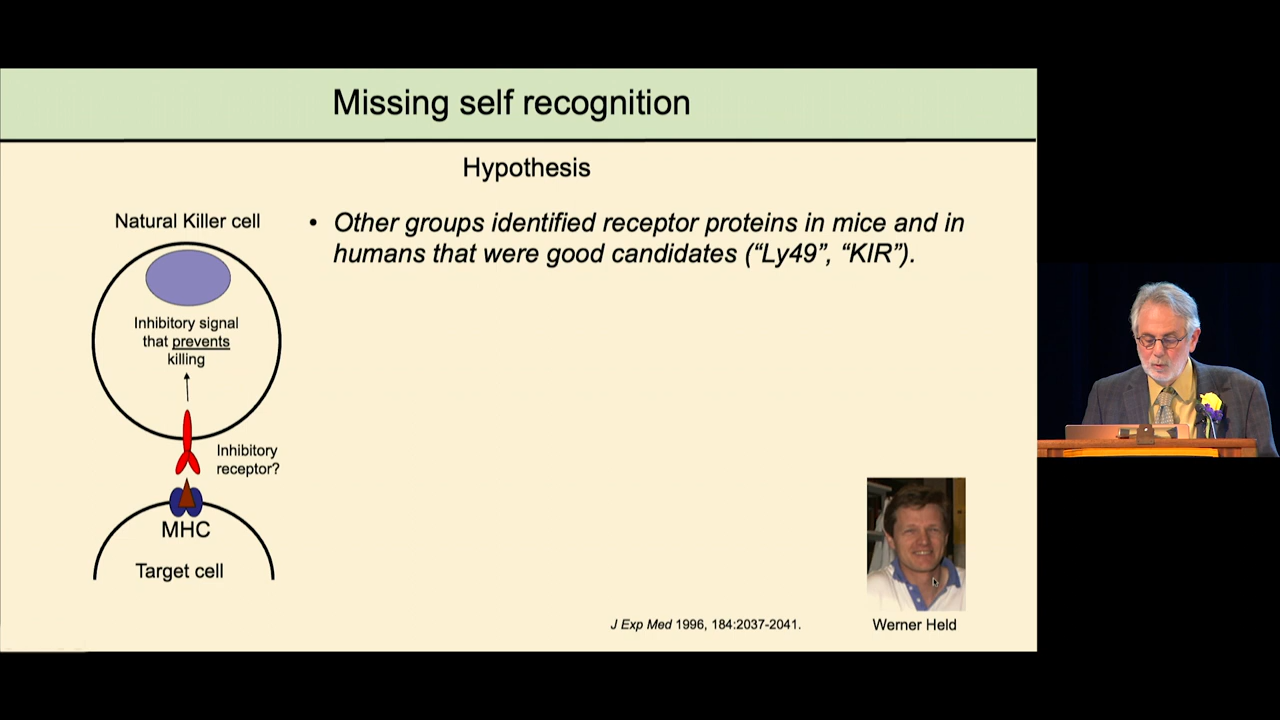 Missing self recognition
Hypothesis
Natural Killer cell
• Other groups identified receptor proteins in mice and in
humans that were good candidates (“Ly49”, “KIR”).
Inhibitory signal
that prevents
killing
Inhibitory
receptor?
MHC
Target cell
J Exp Med 1996, 184:2037-2041.
Werner Held